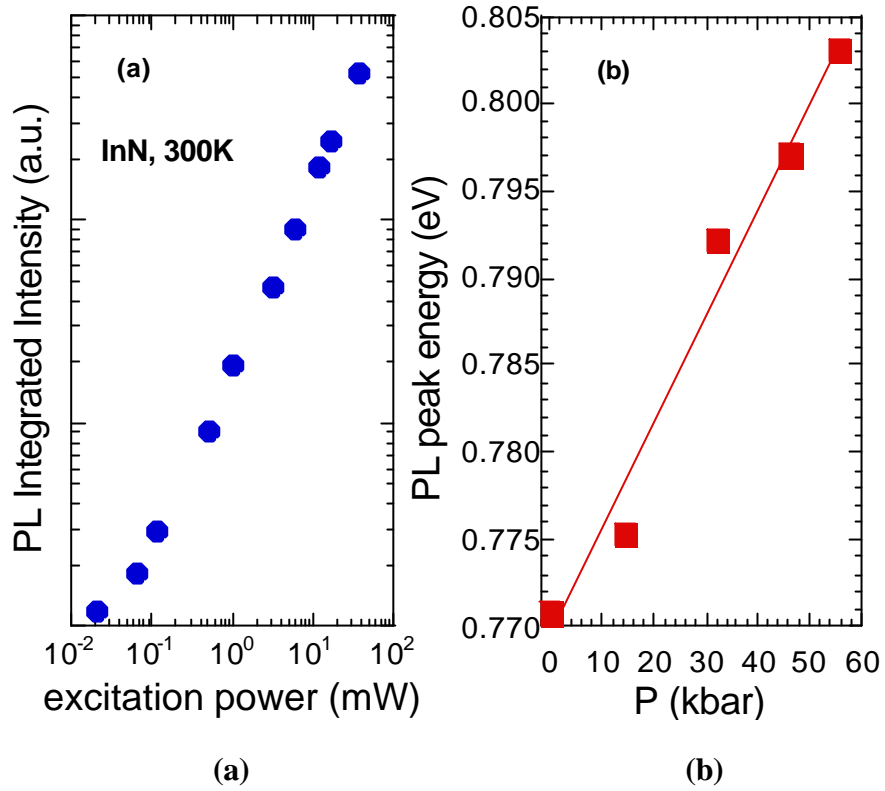 (a)
InN, 300K
PL Integrated Intensity (a.u.)
10⁻² 10⁻¹ 10⁰ 10¹ 10²
excitation power (mW)
(b)
PL peak energy (eV)
0.805
0.800
0.795
0.790
0.785
0.780
0.775
0.770
0 10 20 30 40 50 60
P (kbar)
(a)
(b)